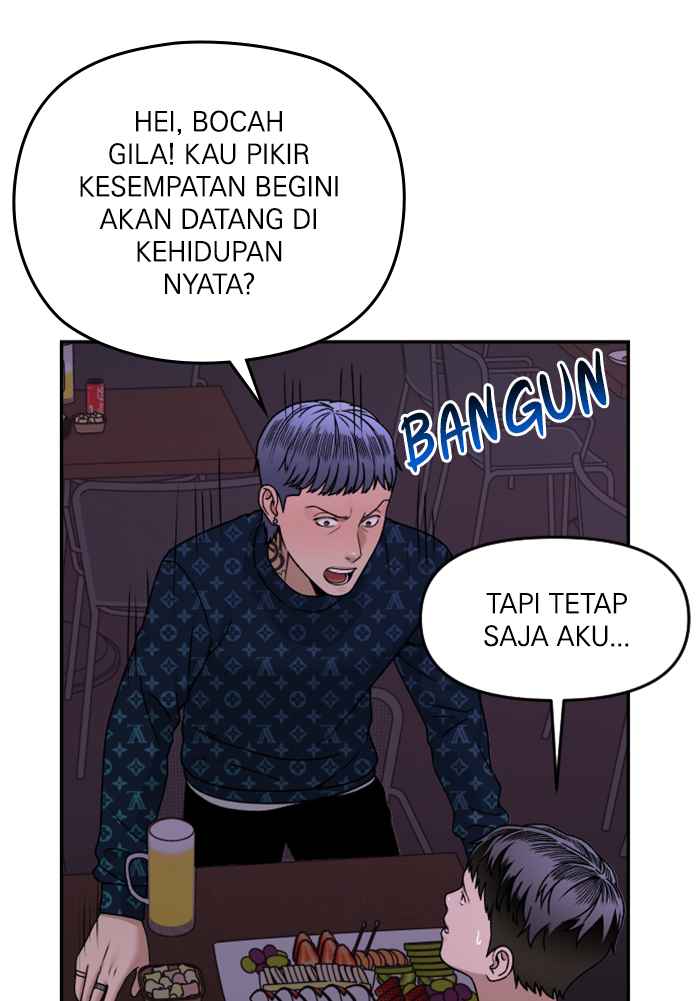 HEI, BOCAH
GILA! KAU PIKIR
KESEMPATAN BEGINI
AKAN DATANG DI
KEHIDUPAN
NYATA?
BANGUN
TAPI TETAP
SAJA AKU...